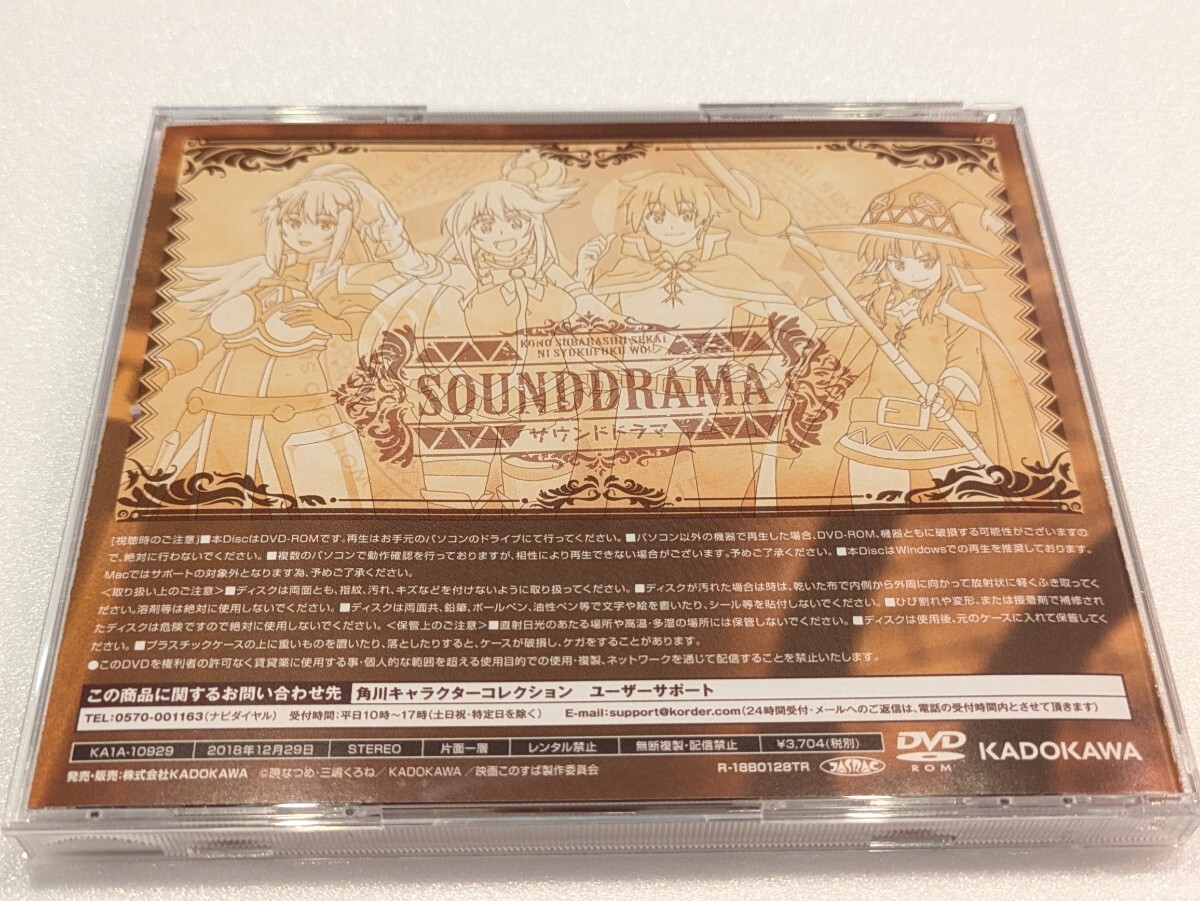 KONO SUBARASHII SEKAI
NI SYUKUFUKU WO!
SOUNDDRAMA
サウンドドラマ
[視聴時のご注意]■本DiscはDVD-ROMです。再生はお手元のパソコンのドライブにて行ってください。■パソコン以外の機器で再生した場合、DVD-ROM、機器ともに破損する可能性がございますの
で、絶対に行わないでください。■複数のパソコンで動作確認を行っておりますが、相性により再生できない場合がございます。予めご了承ください。■本DiscはWindowsでの再生を推奨しております。
Macではサポートの対象外となります為、予めご了承ください。
<取り扱い上のご注意>■ディスクは両面とも、指紋、汚れ、キズなどを付けないように取り扱ってください。■ディスクが汚れた場合は時は、乾いた布で内側から外周に向かって放射状に軽くふき取ってく
ださい。溶剤等は絶対に使用しないでください。■ディスクは両面共、鉛筆、ボールペン、油性ペン等で文字や絵を書いたり、シール等を貼付しないでください。■ひび割れや変形、または接着剤で補修され
たディスクは危険ですので絶対に使用しないでください。<保管上のご注意>■直射日光のあたる場所や高温・多湿の場所には保管しないでください。■ディスクは使用後、元のケースに入れて保管してく
ださい。■プラスチックケースの上に重いものを置いたり、落としたりすると、ケースが破損し、ケガをすることがあります。
●このDVDを権利者の許可なく賃貸業に使用する事・個人的な範囲を超える使用目的での使用・複製、ネットワークを通じて配信することを禁止いたします。
この商品に関するお問い合わせ先 角川キャラクターコレクション ユーザーサポート
TEL:0570-001163(ナビダイヤル) 受付時間:平日10時～17時(土日祝・特定日を除く) E-mail:support@korder.com(24時間受付・メールへのご返信は、電話の受付時間内とさせて頂きます)
KA1A-10929 2018年12月29日 STEREO 片面一層 レンタル禁止 無断複製・配信禁止 ¥3,704(税別)
発売・販売:株式会社KADOKAWA ©暁なつめ・三嶋くろね／KADOKAWA ／映画このすば製作委員会
R-1880128TR JASRAC DVD ROM KADOKAWA